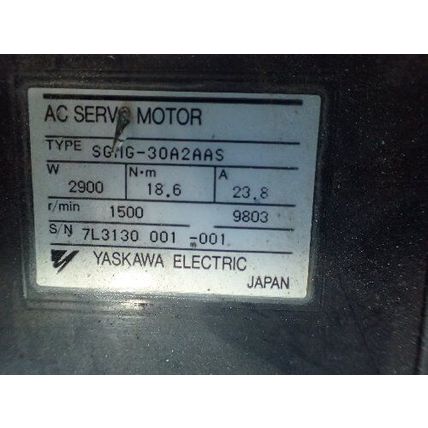 AC SERVO MOTOR
TYPE SGMG-30A2AAS
W N·m A
2900 18.6 23.8
r/min 1500 9803
S/N 7L3130 001 -001
YASKAWA ELECTRIC
JAPAN